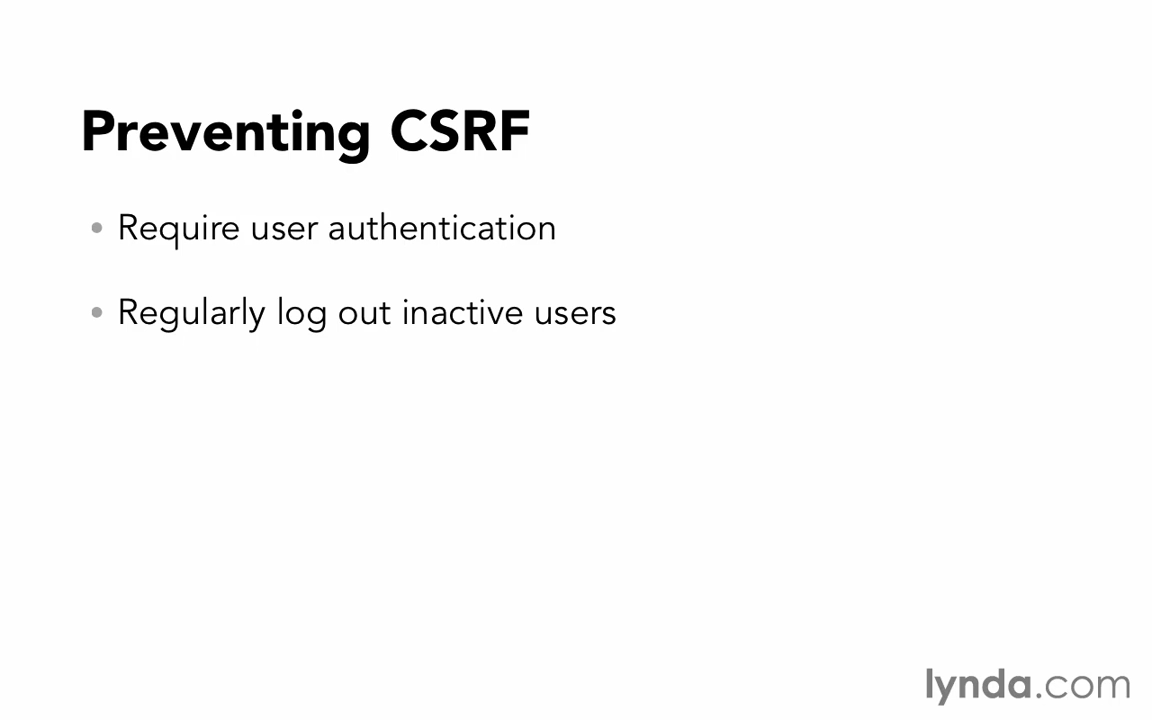 Preventing CSRF
• Require user authentication
• Regularly log out inactive users
lynda.com